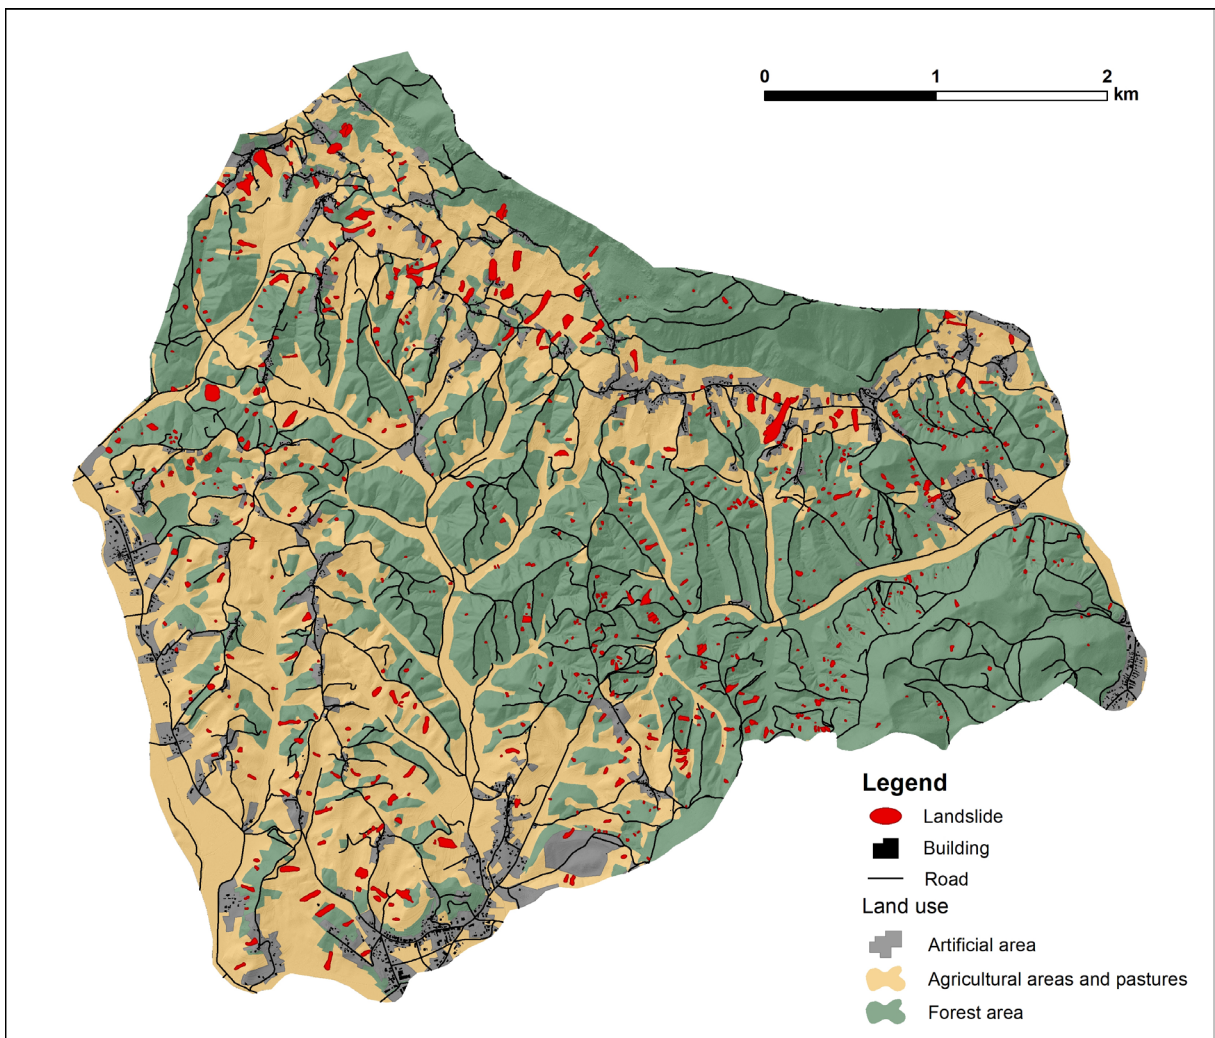 0 1 2
km
Legend
Landslide
Building
Road
Land use
Artificial area
Agricultural areas and pastures
Forest area